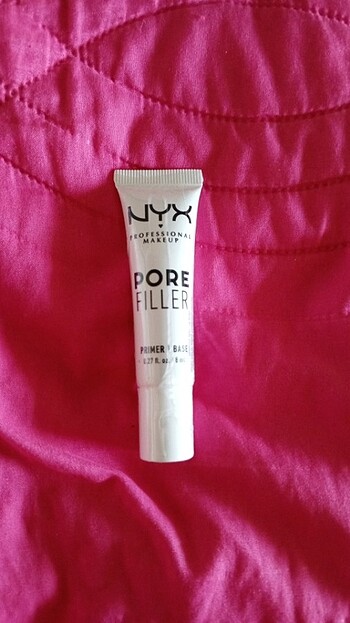 NYX
PROFESSIONAL
MAKEUP
PORE
FILLER
PRIMER | BASE
0.27 fl. oz. / 8 ml